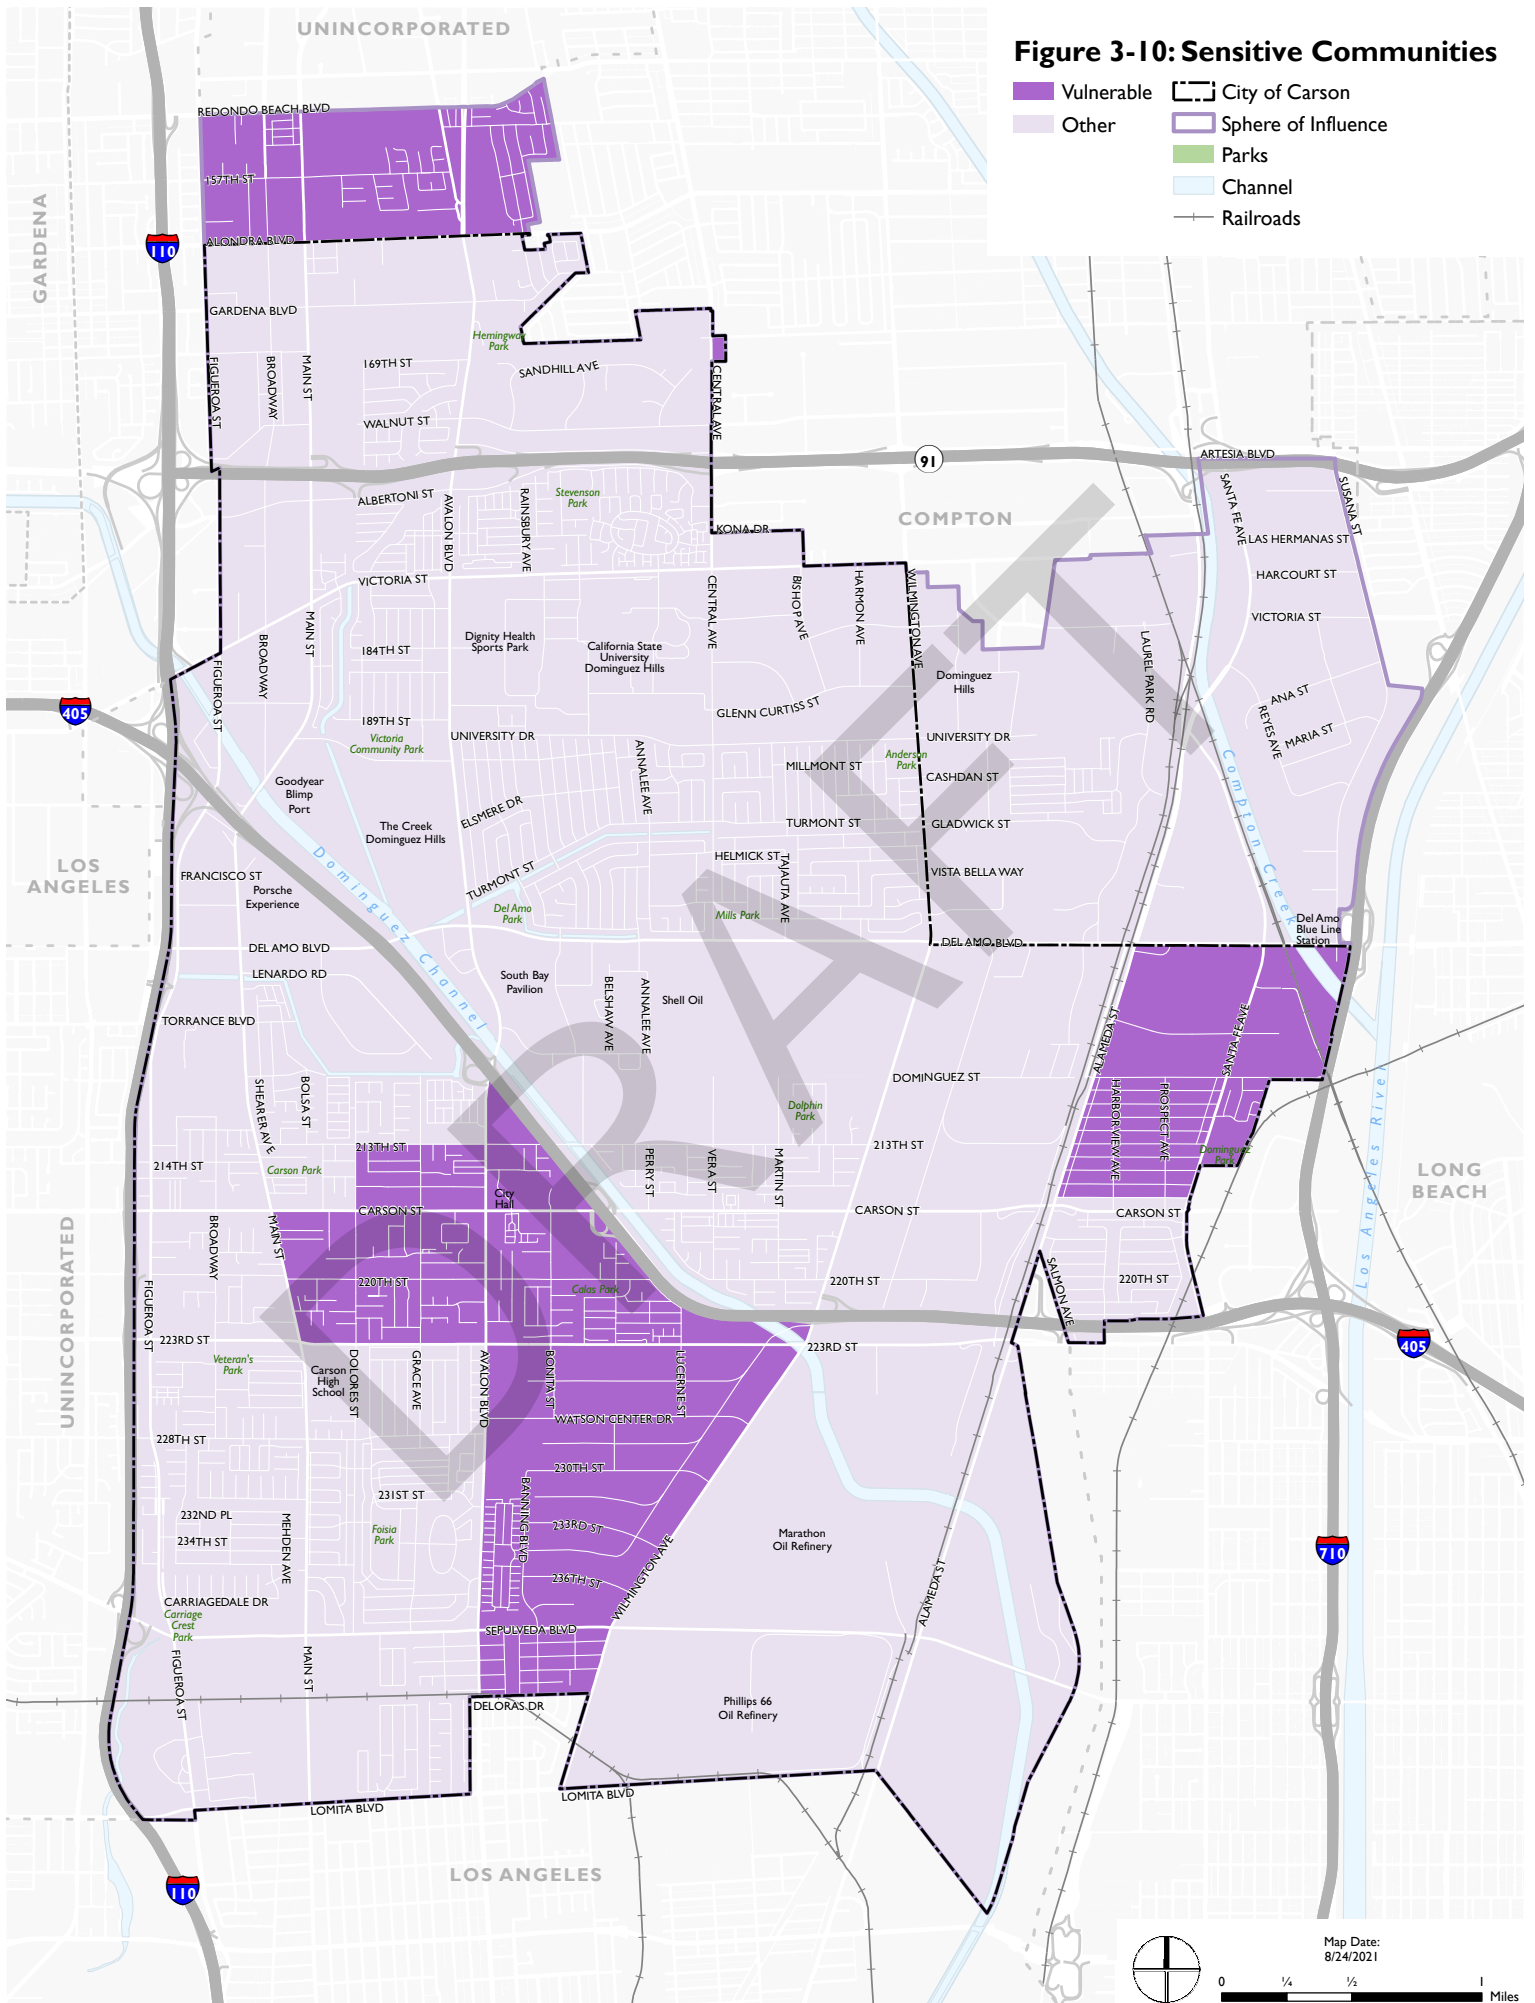 UNINCORPORATED
Figure 3-10: Sensitive Communities
Vulnerable
Other
City of Carson
Sphere of Influence
Parks
Channel
Railroads
REDONDO BEACH BLVD
157TH ST
GARDENA
110
ALONDRA BLVD
GARDENA BLVD
Hemingway
Park
169TH ST
SANDHILL AVE
FIGUEROA ST
BROADWAY
MAIN ST
CENTRAL AVE
WALNUT ST
91
ARTESIA BLVD
SANTA FE AVE
SUSANA ST
ALBERTONI ST
AVALON BLVD
RAINSBURY AVE
Stevenson
Park
KONA DR
COMPTON
LAS HERMANAS ST
HARCOURT ST
VICTORIA ST
VICTORIA ST
CENTRAL AVE
BISHOP AVE
HARMON AVE
WILMINGTON AVE
MAIN ST
BROADWAY
FIGUEROA ST
184TH ST
Dignity Health
Sports Park
California State
University
Dominguez Hills
Dominguez
Hills
LAUREL PARK RD
ANA ST
REYES AVE
MARIA ST
405
189TH ST
GLENN CURTISS ST
Victoria
Community Park
UNIVERSITY DR
UNIVERSITY DR
ANNALEE AVE
MILLMONT ST
Anderson
Park
CASHDAN ST
Compton Creek
Goodyear
Blimp
Port
ELSMERE DR
The Creek
Dominguez Hills
TURMONT ST
GLADWICK ST
LOS
ANGELES
Dominguez Channel
HELMICK ST
TAJAUTA AVE
VISTA BELLA WAY
FRANCISCO ST
Porsche
Experience
TURMONT ST
Del Amo
Park
Mills Park
Del Amo
Blue Line
Station
DEL AMO BLVD
DEL AMO BLVD
LENARDO RD
South Bay
Pavilion
BELSHAW AVE
ANNALEE AVE
Shell Oil
TORRANCE BLVD
ALAMEDA ST
SANTA FE AVE
DOMINGUEZ ST
SHEARER AVE
BOLSA ST
Dolphin
Park
HARBOR VIEW AVE
PROSPECT AVE
Los Angeles River
213TH ST
213TH ST
214TH ST
Carson Park
PERRY ST
VERA ST
MARTIN ST
Dominguez
Park
LONG
BEACH
City
Hall
CARSON ST
CARSON ST
CARSON ST
UNINCORPORATED
BROADWAY
MAIN ST
220TH ST
Calas Park
220TH ST
SALMON AVE
220TH ST
FIGUEROA ST
223RD ST
223RD ST
405
Veteran's
Park
Carson
High
School
DOLORES ST
GRACE AVE
AVALON BLVD
BONITA ST
LUCERNE ST
WATSON CENTER DR
228TH ST
230TH ST
231ST ST
BANNING BLVD
232ND PL
234TH ST
MEHDEN AVE
Foisia
Park
233RD ST
Marathon
Oil Refinery
710
236TH ST
WILMINGTON AVE
ALAMEDA ST
CARRIAGEDALE DR
Carriage
Crest
Park
SEPULVEDA BLVD
FIGUEROA ST
MAIN ST
DELORAS DR
Phillips 66
Oil Refinery
LOMITA BLVD
LOMITA BLVD
LOS ANGELES
110
DRAFT
Map Date:
8/24/2021
0 ¼ ½ 1
Miles